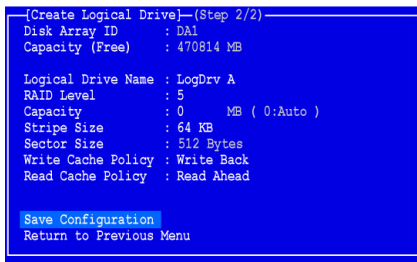 [Create Logical Drive]—(Step 2/2)
Disk Array ID : DA1
Capacity (Free) : 470814 MB
Logical Drive Name : LogDrv A
RAID Level : 5
Capacity : 0 MB ( 0:Auto )
Stripe Size : 64 KB
Sector Size : 512 Bytes
Write Cache Policy : Write Back
Read Cache Policy : Read Ahead
Save Configuration
Return to Previous Menu